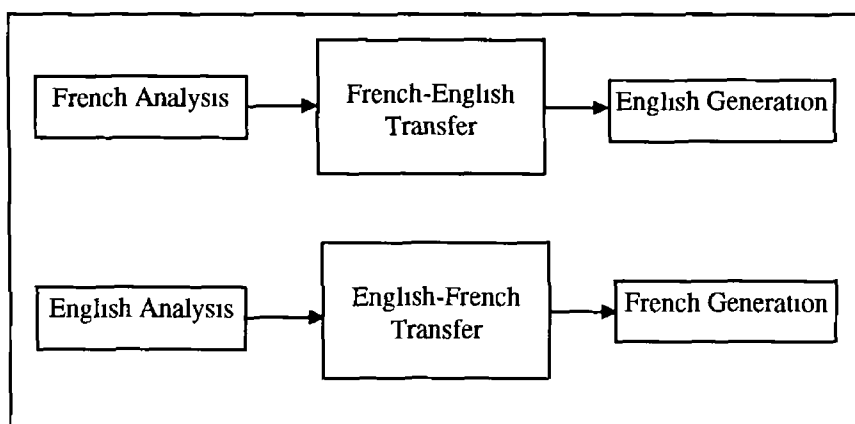 French Analysis
French-English
Transfer
English Generation
English Analysis
English-French
Transfer
French Generation